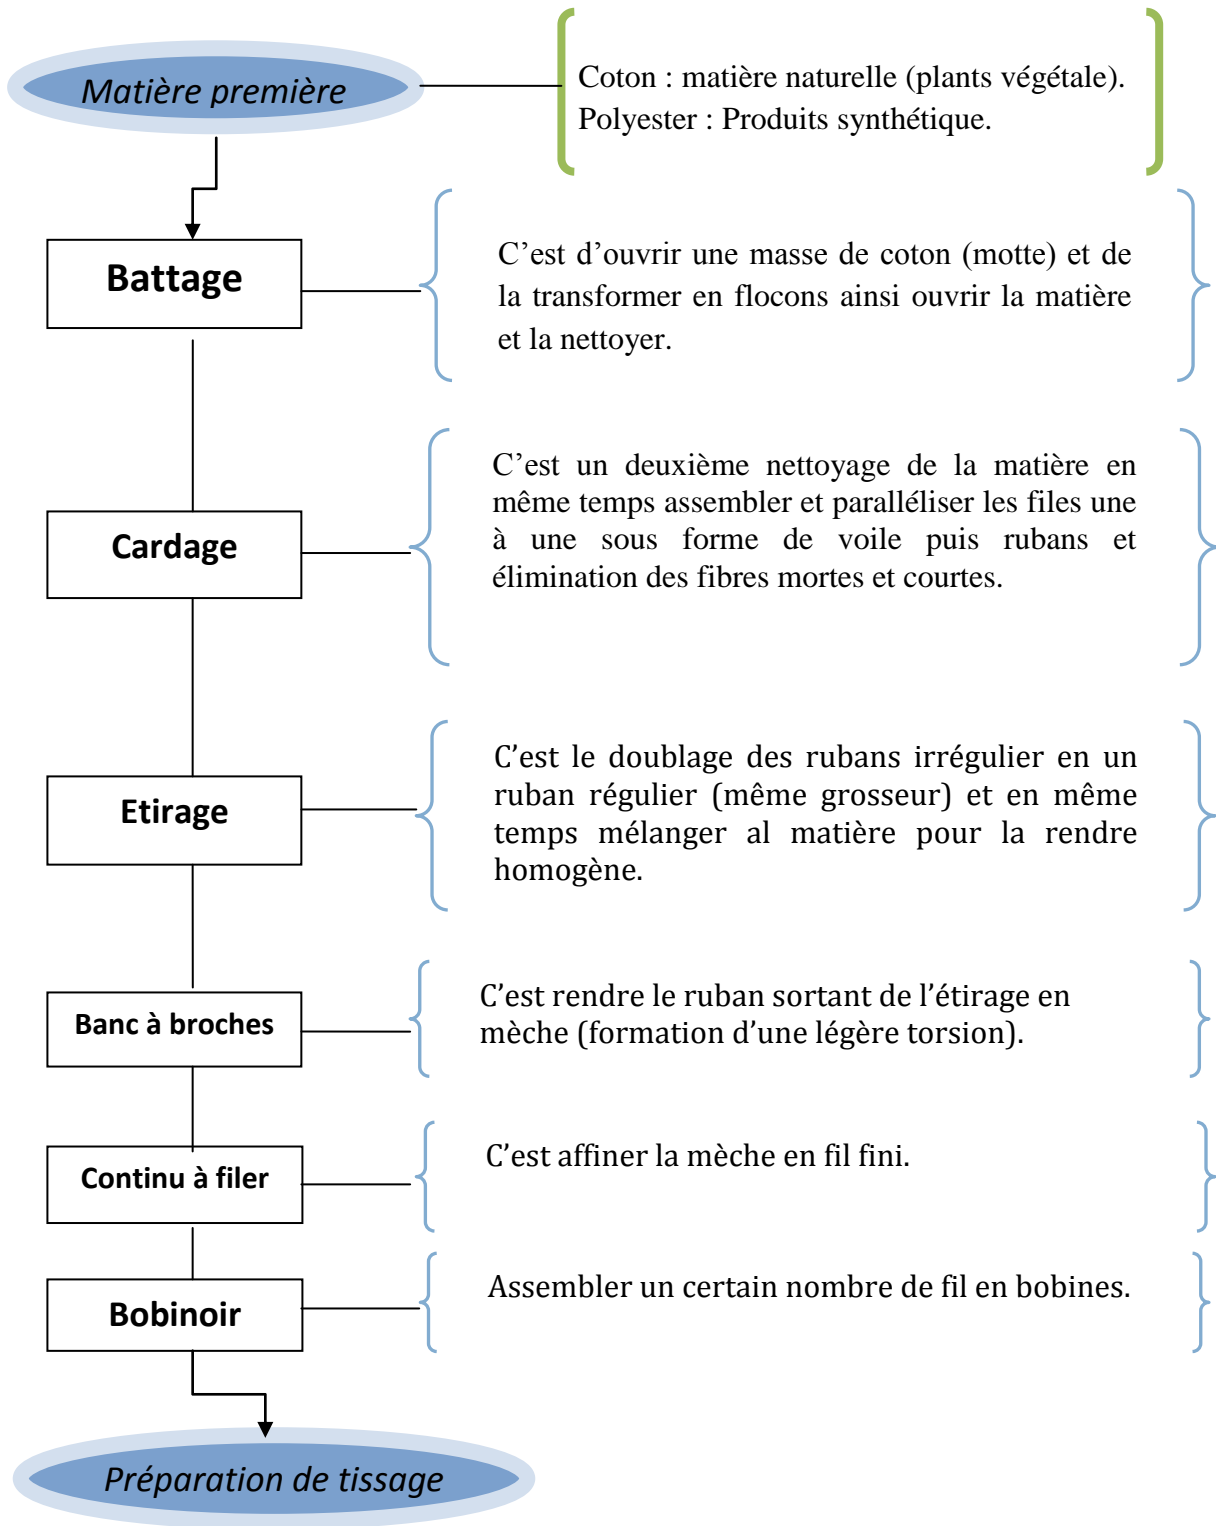 Matière première
Coton : matière naturelle (plants végétale).
Polyester : Produits synthétique.
Battage
C’est d’ouvrir une masse de coton (motte) et de
la transformer en flocons ainsi ouvrir la matière
et la nettoyer.
Cardage
C’est un deuxième nettoyage de la matière en
même temps assembler et paralléliser les files une
à une sous forme de voile puis rubans et
élimination des fibres mortes et courtes.
Etirage
C’est le doublage des rubans irrégulier en un
ruban régulier (même grosseur) et en même
temps mélanger al matière pour la rendre
homogène.
Banc à broches
C’est rendre le ruban sortant de l’étirage en
mèche (formation d’une légère torsion).
Continu à filer
C’est affiner la mèche en fil fini.
Bobinoir
Assembler un certain nombre de fil en bobines.
Préparation de tissage